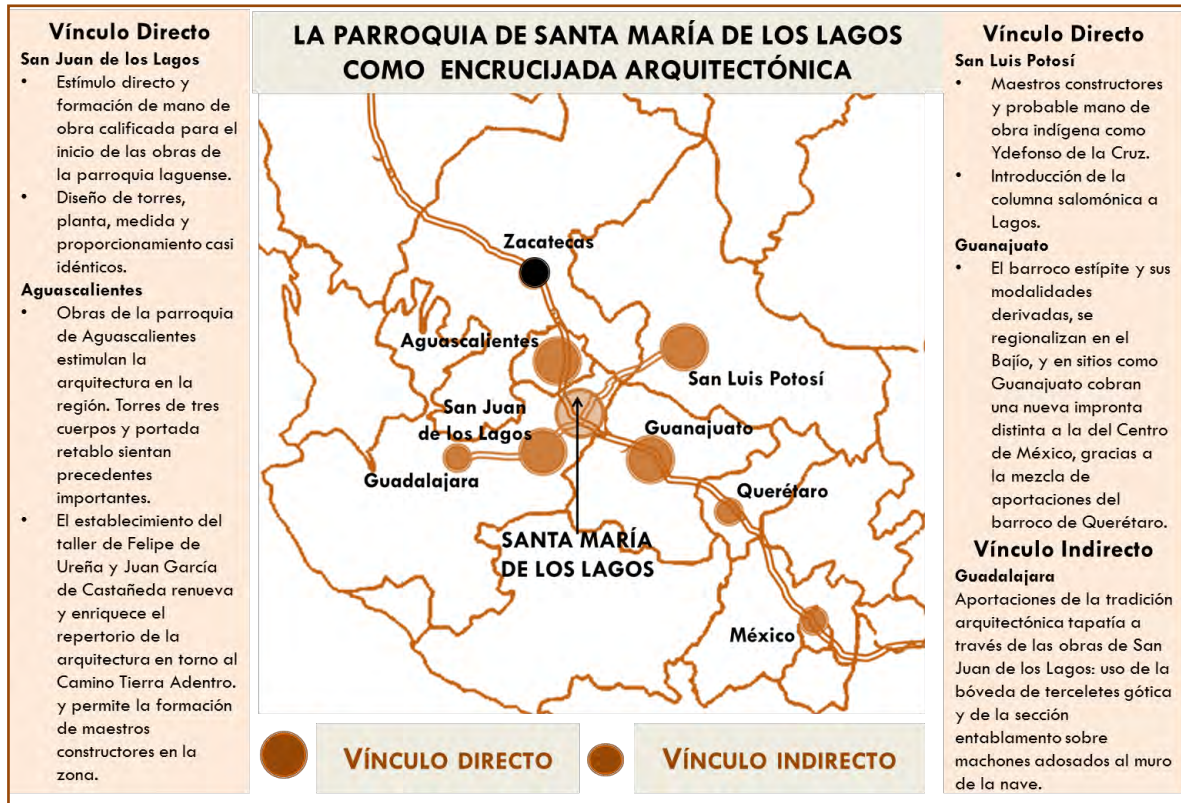 Vínculo Directo
San Juan de los Lagos
• Estímulo directo y
formación de mano de
obra calificada para el
inicio de las obras de
la parroquia laguense.
• Diseño de torres,
planta, medida y
proporcionamiento casi
idénticos.
Aguascalientes
• Obras de la parroquia
de Aguascalientes
estimulan la
arquitectura en la
región. Torres de tres
cuerpos y portada
retablo sientan
precedentes
importantes.
• El establecimiento del
taller de Felipe de
Ureña y Juan García
de Castañeda renueva
y enriquece el
repertorio de la
arquitectura en torno al
Camino Tierra Adentro.
y permite la formación
de maestros
constructores en la
zona.
LA PARROQUIA DE SANTA MARÍA DE LOS LAGOS
COMO ENCRUCIJADA ARQUITECTÓNICA
Zacatecas
Aguascalientes
San Luis Potosí
San Juan
de los Lagos
Guanajuato
Guadalajara
Querétaro
SANTA MARÍA
DE LOS LAGOS
México
VÍNCULO DIRECTO
VÍNCULO INDIRECTO
Vínculo Directo
San Luis Potosí
• Maestros constructores
y probable mano de
obra indígena como
Ydefonso de la Cruz.
• Introducción de la
columna salomónica a
Lagos.
Guanajuato
• El barroco estípite y sus
modalidades
derivadas, se
regionalizan en el
Bajío, y en sitios como
Guanajuato cobran
una nueva impronta
distinta a la del Centro
de México, gracias a
la mezcla de
aportaciones del
barroco de Querétaro.
Vínculo Indirecto
Guadalajara
Aportaciones de la tradición
arquitectónica tapatía a
través de las obras de San
Juan de los Lagos: uso de la
bóveda de terceletes gótica
y de la sección
entablamento sobre
machones adosados al muro
de la nave.